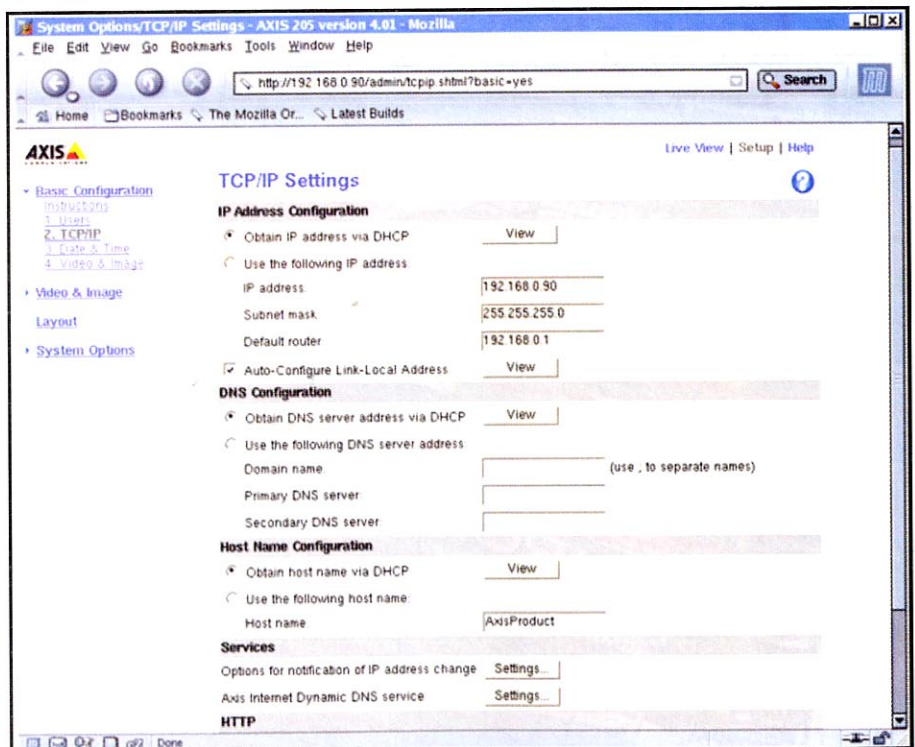 System Options/TCP/IP Settings - AXIS 205 version 4.01 - Mozilla
File Edit View Go Bookmarks Tools Window Help
http://192.168.0.90/admin/tcpip.shtml?basic=yes
Search
Home Bookmarks The Mozilla Or... Latest Builds
AXIS
COMMUNICATIONS
Live View | Setup | Help
Basic Configuration
Instructions
1. Users
2. TCP/IP
3. Date & Time
4. Video & Image
Video & Image
Layout
System Options
TCP/IP Settings
IP Address Configuration
Obtain IP address via DHCP View
Use the following IP address:
IP address: 192.168.0.90
Subnet mask: 255.255.255.0
Default router: 192.168.0.1
Auto-Configure Link-Local Address View
DNS Configuration
Obtain DNS server address via DHCP View
Use the following DNS server address:
Domain name: (use , to separate names)
Primary DNS server:
Secondary DNS server:
Host Name Configuration
Obtain host name via DHCP View
Use the following host name:
Host name: AxisProduct
Services
Options for notification of IP address change Settings...
Axis Internet Dynamic DNS service Settings...
HTTP
Done